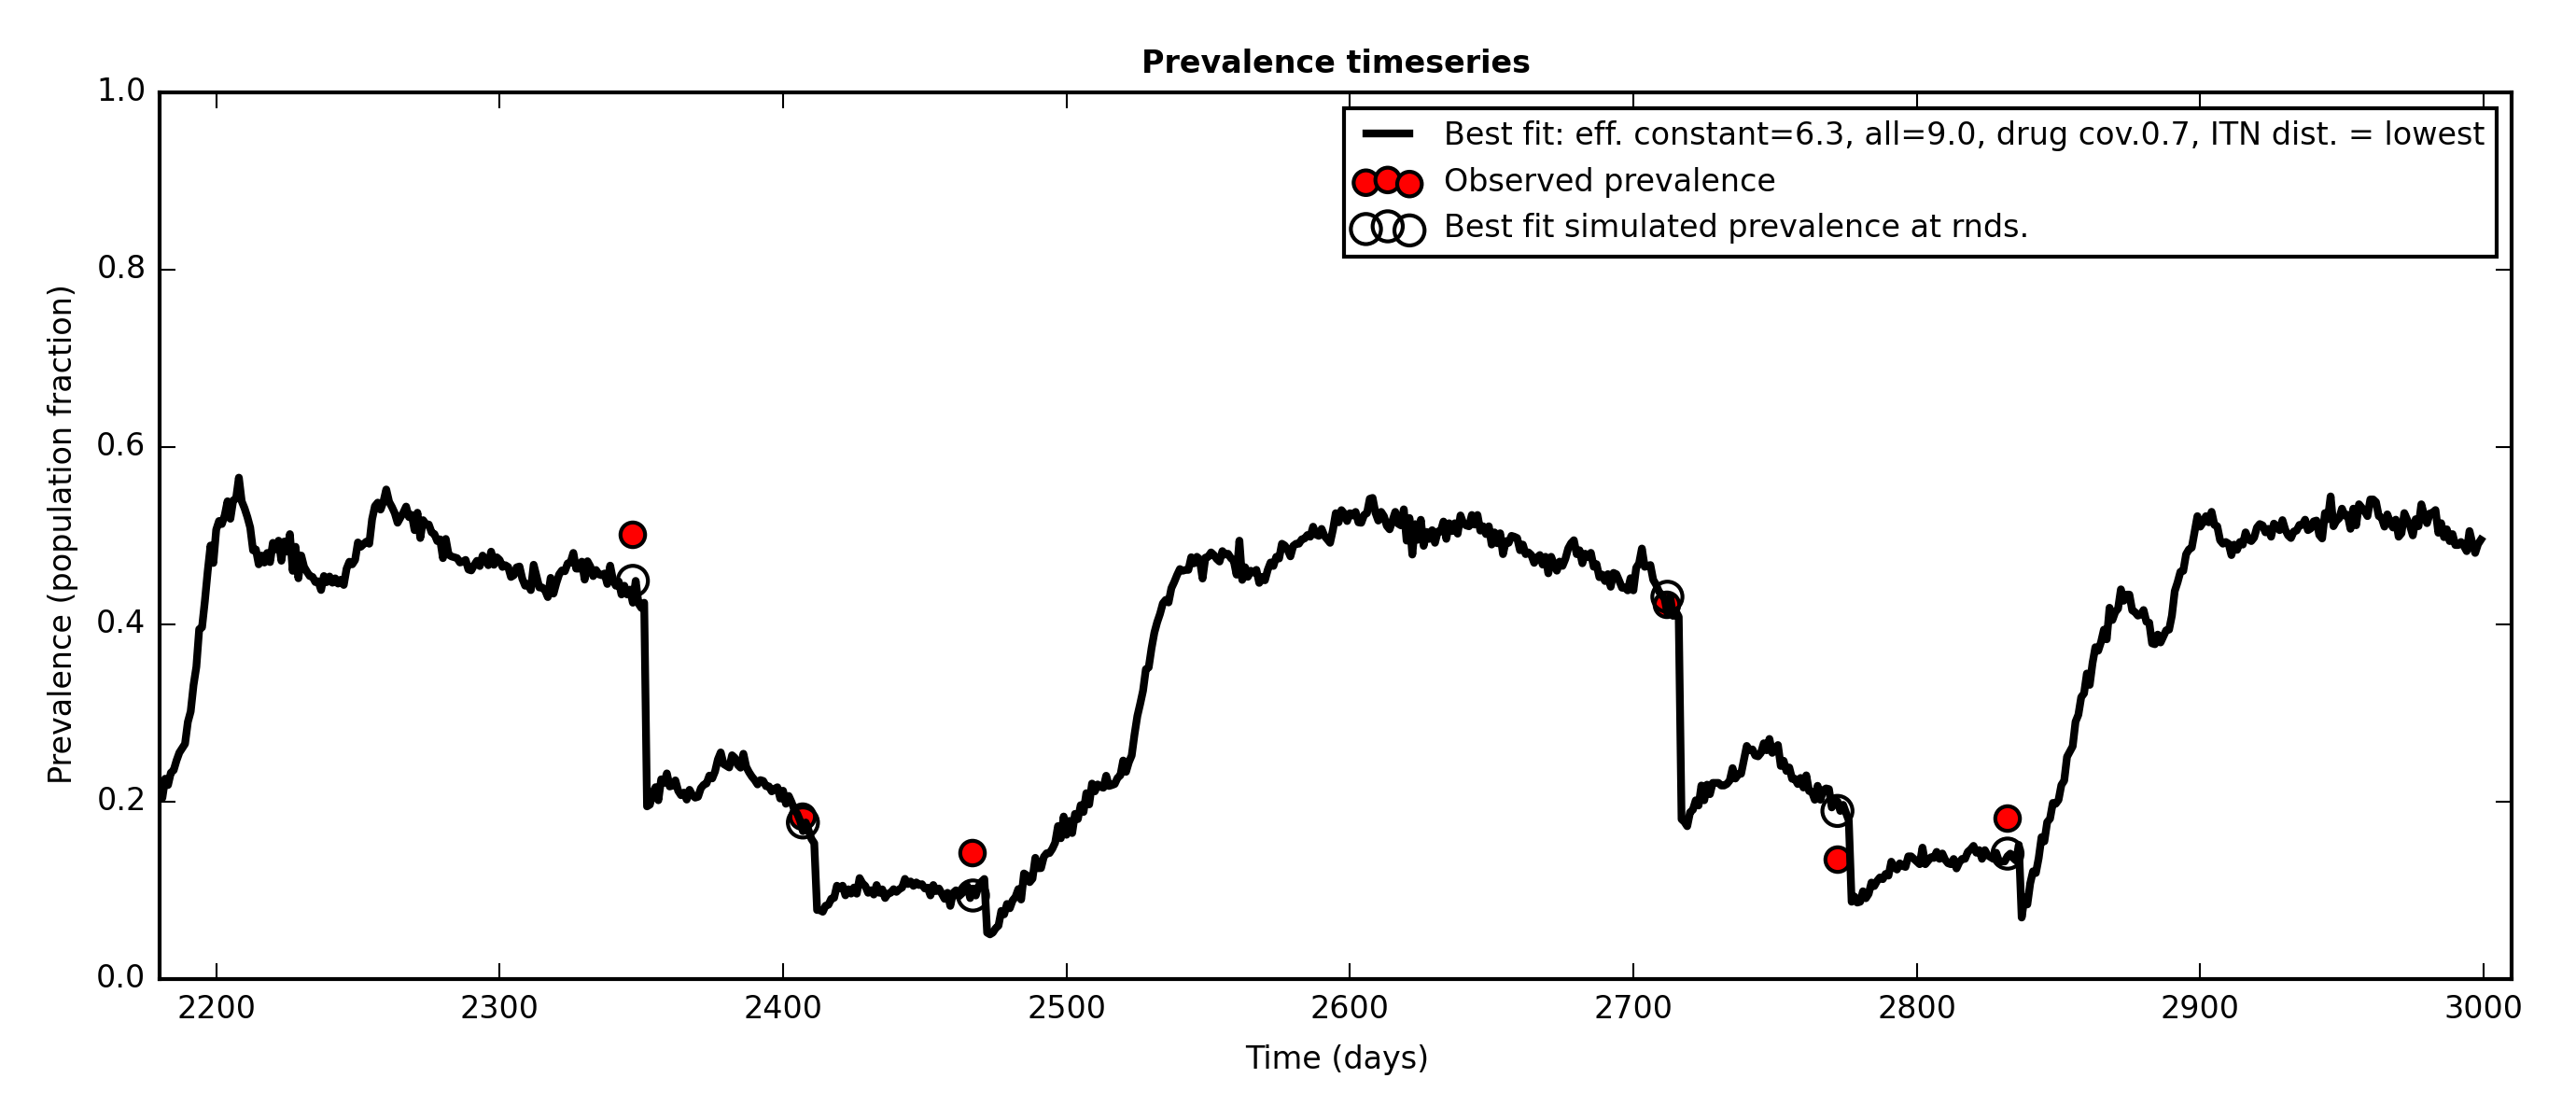 Prevalence timeseries
1.0
0.8
0.6
0.4
0.2
0.0
Prevalence (population fraction)
Best fit: eff. constant=6.3, all=9.0, drug cov.0.7, ITN dist. = lowest
Observed prevalence
Best fit simulated prevalence at rnds.
2200 2300 2400 2500 2600 2700 2800 2900 3000
Time (days)